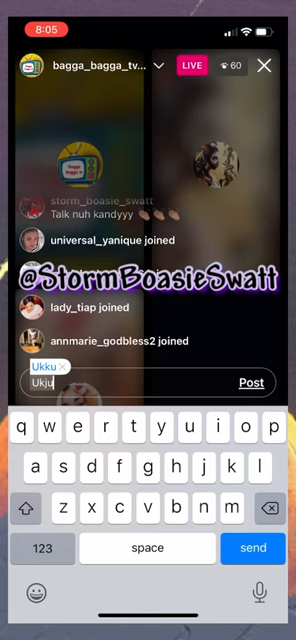 8:05
bagga_bagga_tv...
LIVE
60
storm_boasie_swatt
Talk nuh kandyyy
universal_yanique joined
@StormBoasieSwatt
lady_tiap joined
annmarie_godbless2 joined
Ukku
Ukju
Post
q w e r t y u i o p
a s d f g h j k l
z x c v b n m
123
space
send